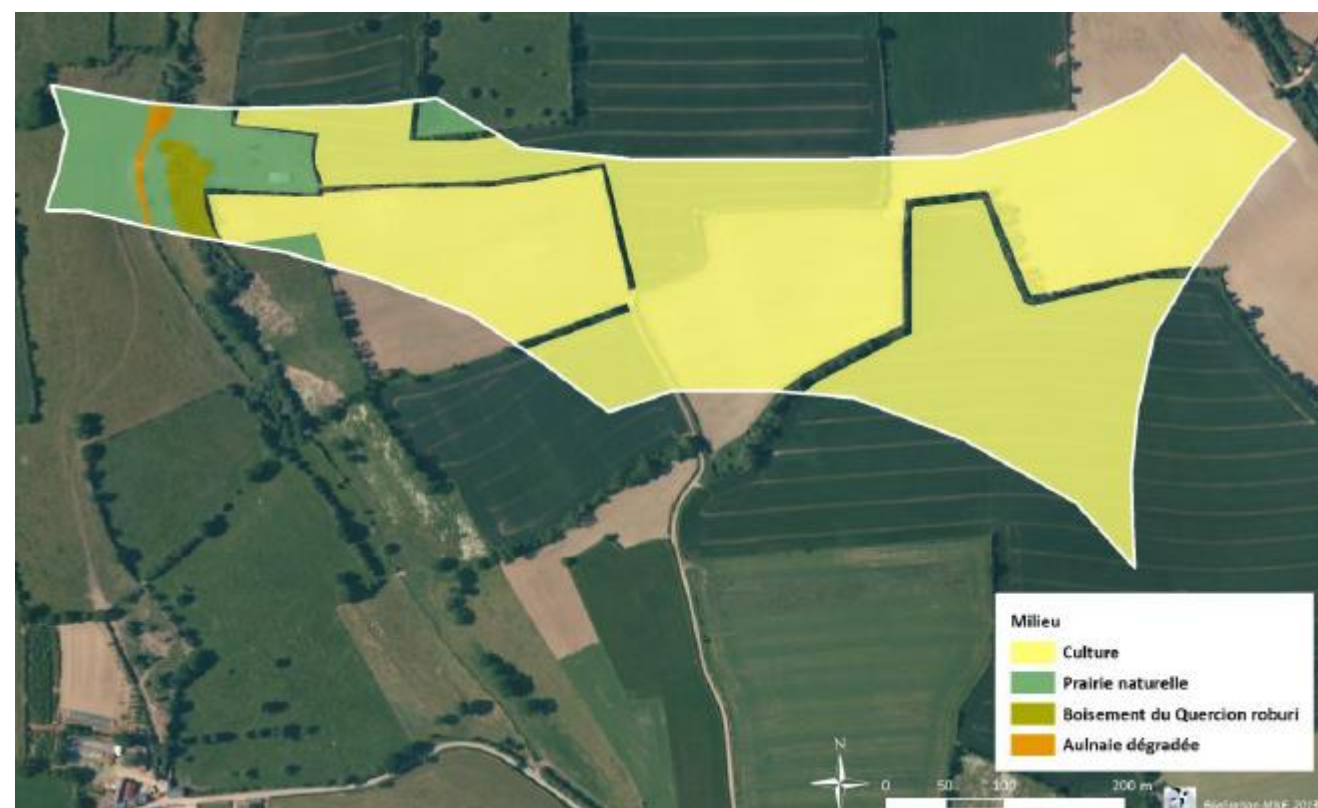 Milieu
Culture
Prairie naturelle
Boisement du Quercion roburi
Aulnaie dégradée
N
0 50 100 200 m